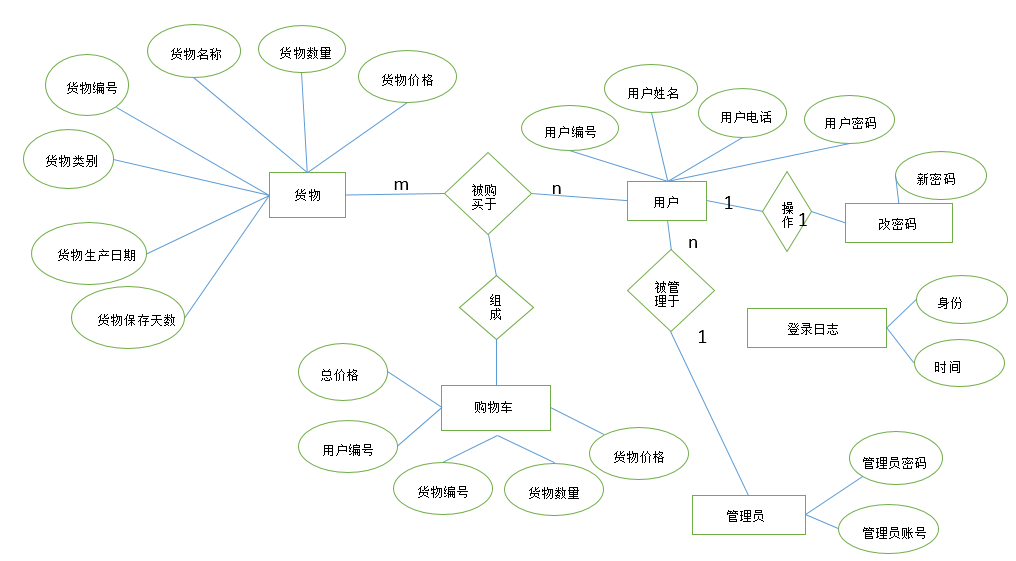 货物名称
货物数量
货物价格
货物编号
货物类别
货物
货物生产日期
货物保存天数
m
被购
买于
n
用户姓名
用户编号
用户电话
用户密码
用户
1
操
作
1
新密码
改密码
n
被管
理于
1
组
成
登录日志
身份
时间
总价格
购物车
用户编号
货物编号
货物数量
货物价格
管理员
管理员密码
管理员账号